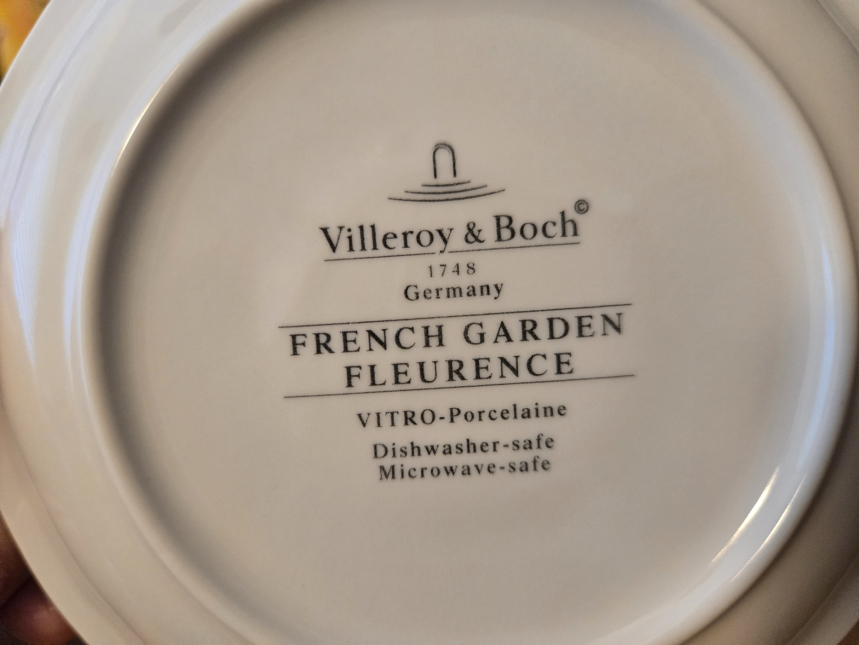 Villeroy & Boch©
1748
Germany
FRENCH GARDEN
FLEURENCE
VITRO-Porcelaine
Dishwasher-safe
Microwave-safe